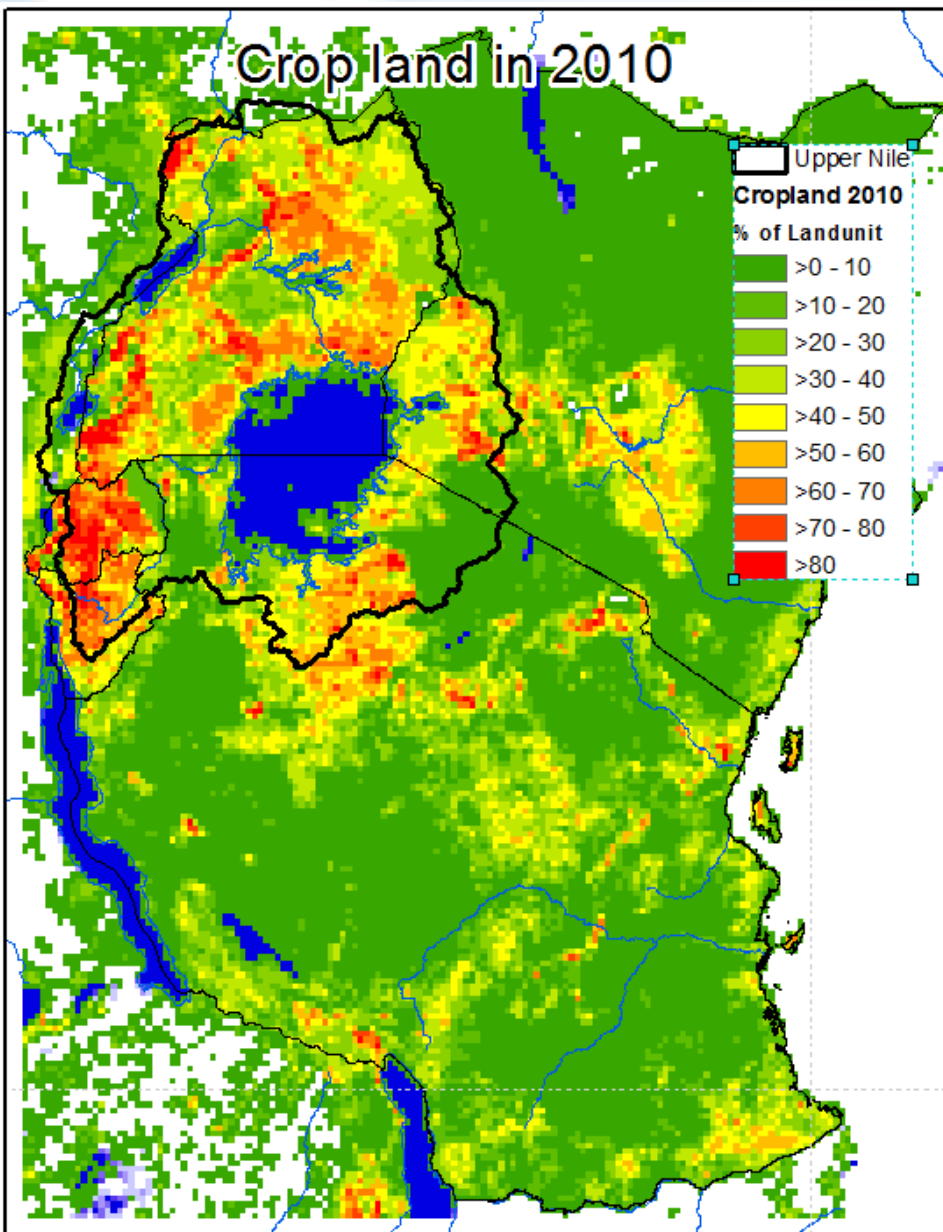 Crop land in 2010
Upper Nile
Cropland 2010
% of Landunit
>0 - 10
>10 - 20
>20 - 30
>30 - 40
>40 - 50
>50 - 60
>60 - 70
>70 - 80
>80